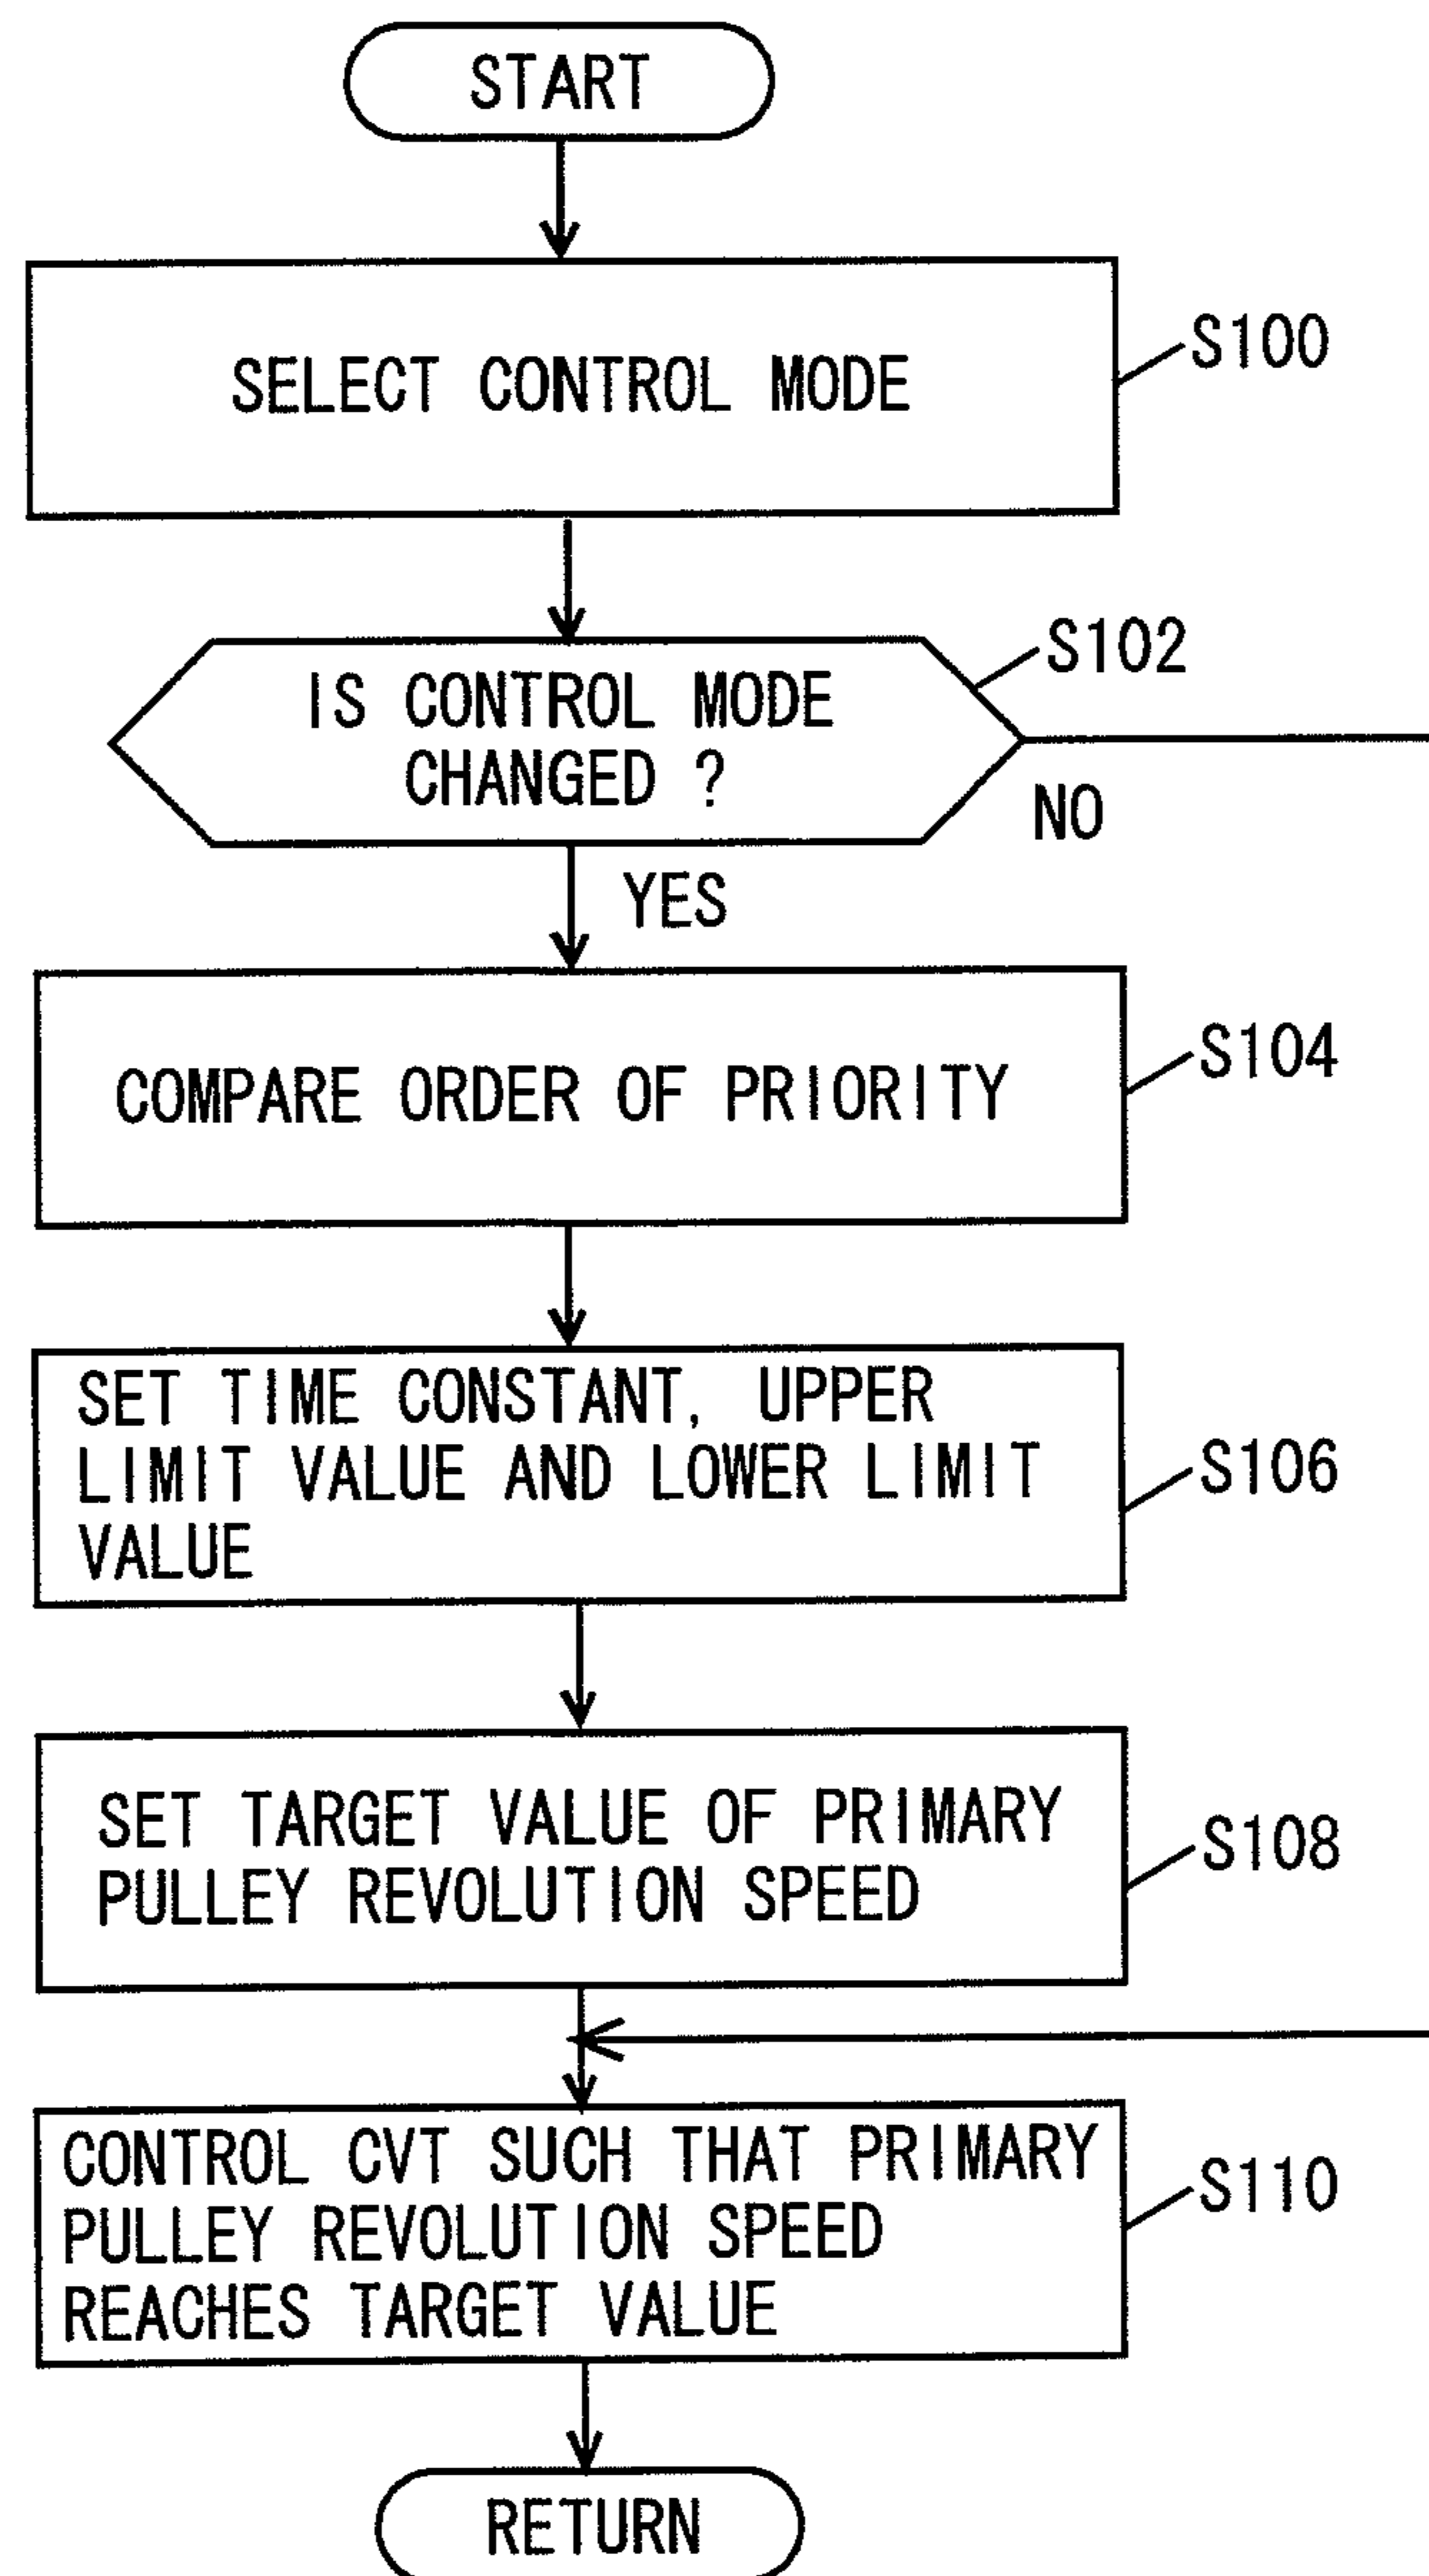 START
SELECT CONTROL MODE
S100
IS CONTROL MODE
CHANGED ?
S102
NO
YES
COMPARE ORDER OF PRIORITY
S104
SET TIME CONSTANT, UPPER
LIMIT VALUE AND LOWER LIMIT
VALUE
S106
SET TARGET VALUE OF PRIMARY
PULLEY REVOLUTION SPEED
S108
CONTROL CVT SUCH THAT PRIMARY
PULLEY REVOLUTION SPEED
REACHES TARGET VALUE
S110
RETURN